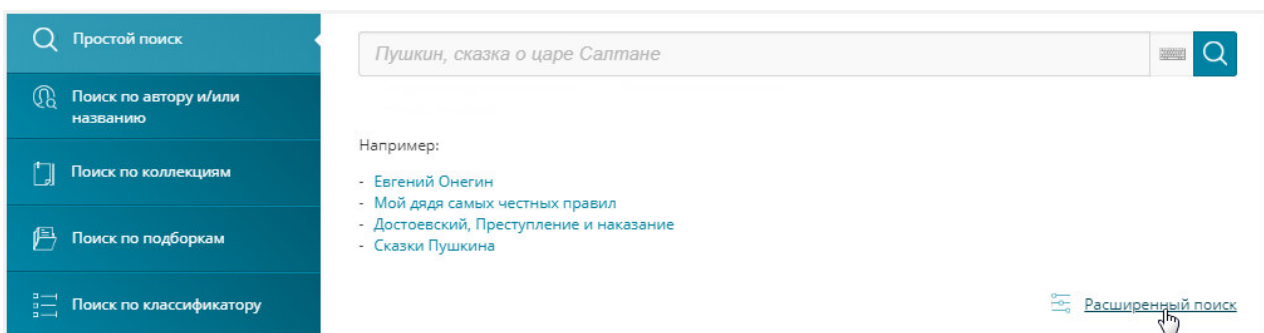 Простой поиск
Поиск по автору и/или
названию
Поиск по коллекциям
Поиск по подборкам
Поиск по классификатору
Пушкин, сказка о царе Салтане
Например:
- Евгений Онегин
- Мой дядя самых честных правил
- Достоевский, Преступление и наказание
- Сказки Пушкина
Расширенный поиск